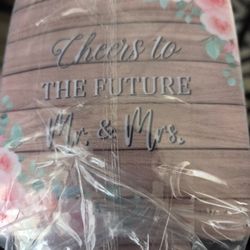 Cheers to
THE FUTURE
Mr. & Mrs.